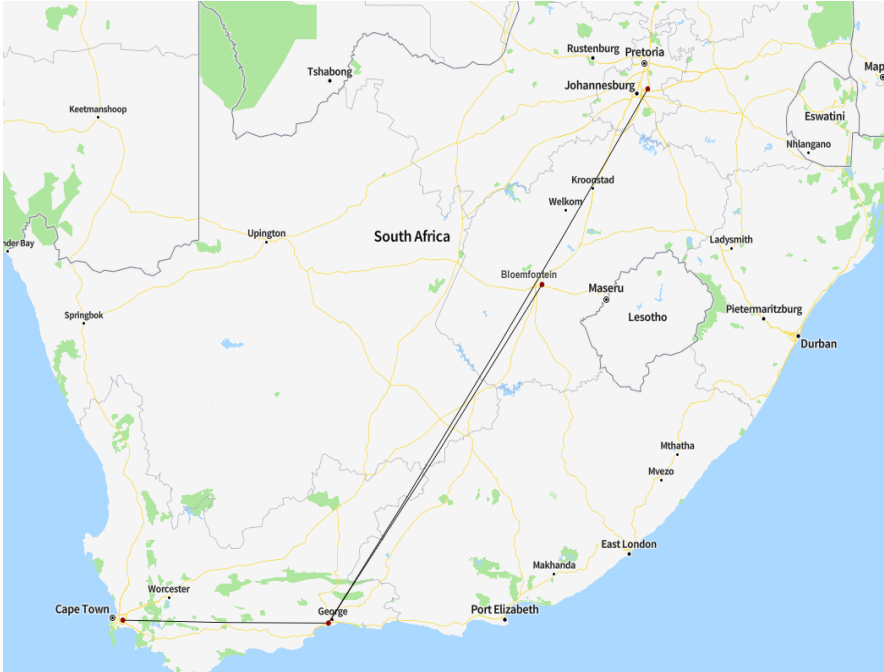 Rustenburg
Pretoria
Tshabong
Map
Johannesburg
Keetmanshoop
Eswatini
Nhlangano
Kroonstad
Welkom
nder Bay
Upington
South Africa
Ladysmith
Bloemfontein
Maseru
Springbok
Lesotho
Pietermaritzburg
Durban
Mthatha
Mvezo
East London
Makhanda
Worcester
Cape Town
George
Port Elizabeth